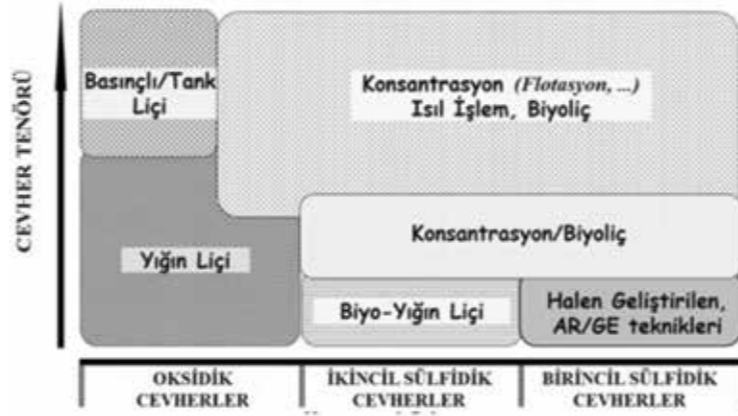 CEVHER TENÖRÜ
Basınçlı/Tank
Liçi
Konsantrasyon (Flotasyon, ...)
Isıl İşlem, Biyoliç
Yığın Liçi
Konsantrasyon/Biyoliç
Biyo-Yığın Liçi
Halen Geliştirilen,
AR/GE teknikleri
OKSİDİK
CEVHERLER
İKİNCİL SÜLFİDİK
CEVHERLER
BİRİNCİL SÜLFİDİK
CEVHERLER